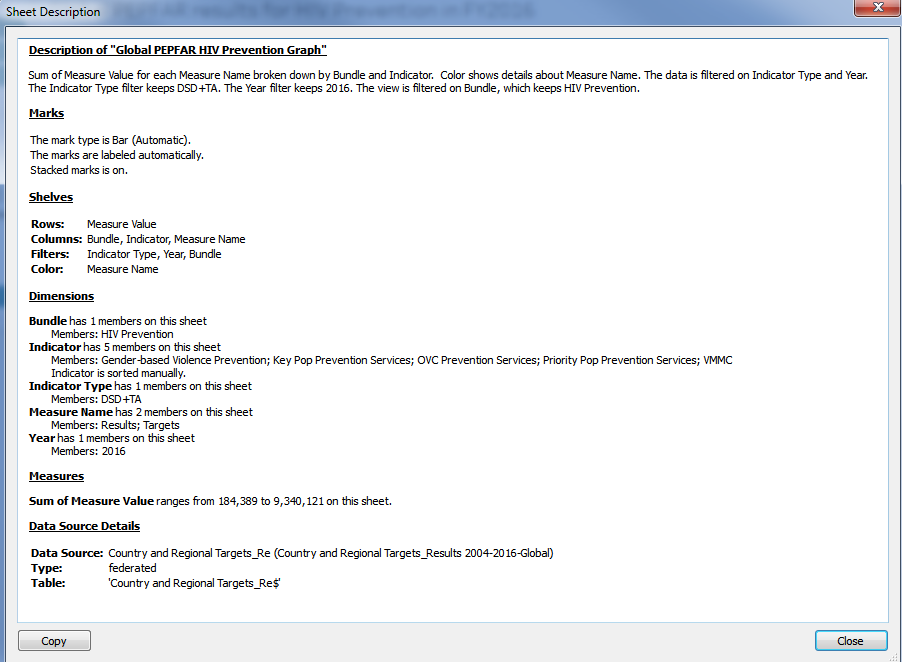 Sheet Description
PEPFAR results for HIV Prevention in FY2016
Description of "Global PEPFAR HIV Prevention Graph"
Sum of Measure Value for each Measure Name broken down by Bundle and Indicator.  Color shows details about Measure Name. The data is filtered on Indicator Type and Year.
The Indicator Type filter keeps DSD+TA. The Year filter keeps 2016. The view is filtered on Bundle, which keeps HIV Prevention.
Marks
The mark type is Bar (Automatic).
The marks are labeled automatically.
Stacked marks is on.
Shelves
Rows: Measure Value
Columns: Bundle, Indicator, Measure Name
Filters: Indicator Type, Year, Bundle
Color: Measure Name
Dimensions
Bundle has 1 members on this sheet
Members: HIV Prevention
Indicator has 5 members on this sheet
Members: Gender-based Violence Prevention; Key Pop Prevention Services; OVC Prevention Services; Priority Pop Prevention Services; VMMC
Indicator is sorted manually.
Indicator Type has 1 members on this sheet
Members: DSD+TA
Measure Name has 2 members on this sheet
Members: Results; Targets
Year has 1 members on this sheet
Members: 2016
Measures
Sum of Measure Value ranges from 184,389 to 9,340,121 on this sheet.
Data Source Details
Data Source: Country and Regional Targets_Re (Country and Regional Targets_Results 2004-2016-Global)
Type: federated
Table: 'Country and Regional Targets_Re$'
Copy
Close